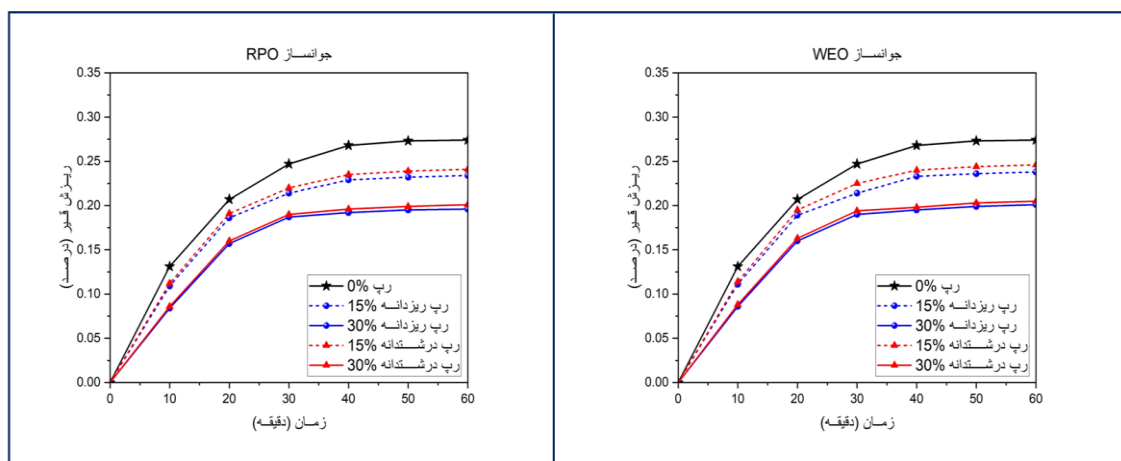 جوانساز RPO
0.35
0.30
0.25
0.20
0.15
0.10
0.05
0.00
ریزش قیر (درصد)
رپ 0%
رپ ریزدانه 15%
رپ ریزدانه 30%
رپ درشتدانه 15%
رپ درشتدانه 30%
0 10 20 30 40 50 60
زمان (دقیقه)
جوانساز WEO
0.35
0.30
0.25
0.20
0.15
0.10
0.05
0.00
ریزش قیر (درصد)
رپ 0%
رپ ریزدانه 15%
رپ ریزدانه 30%
رپ درشتدانه 15%
رپ درشتدانه 30%
0 10 20 30 40 50 60
زمان (دقیقه)